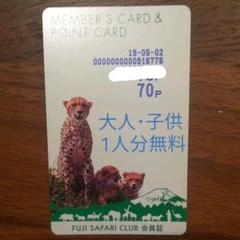 MEMBER'S CARD &
POINT CARD
19-05-02
0000000000916776
70P
大人・子供
1人分無料
FUJI SAFARI CLUB 会員証